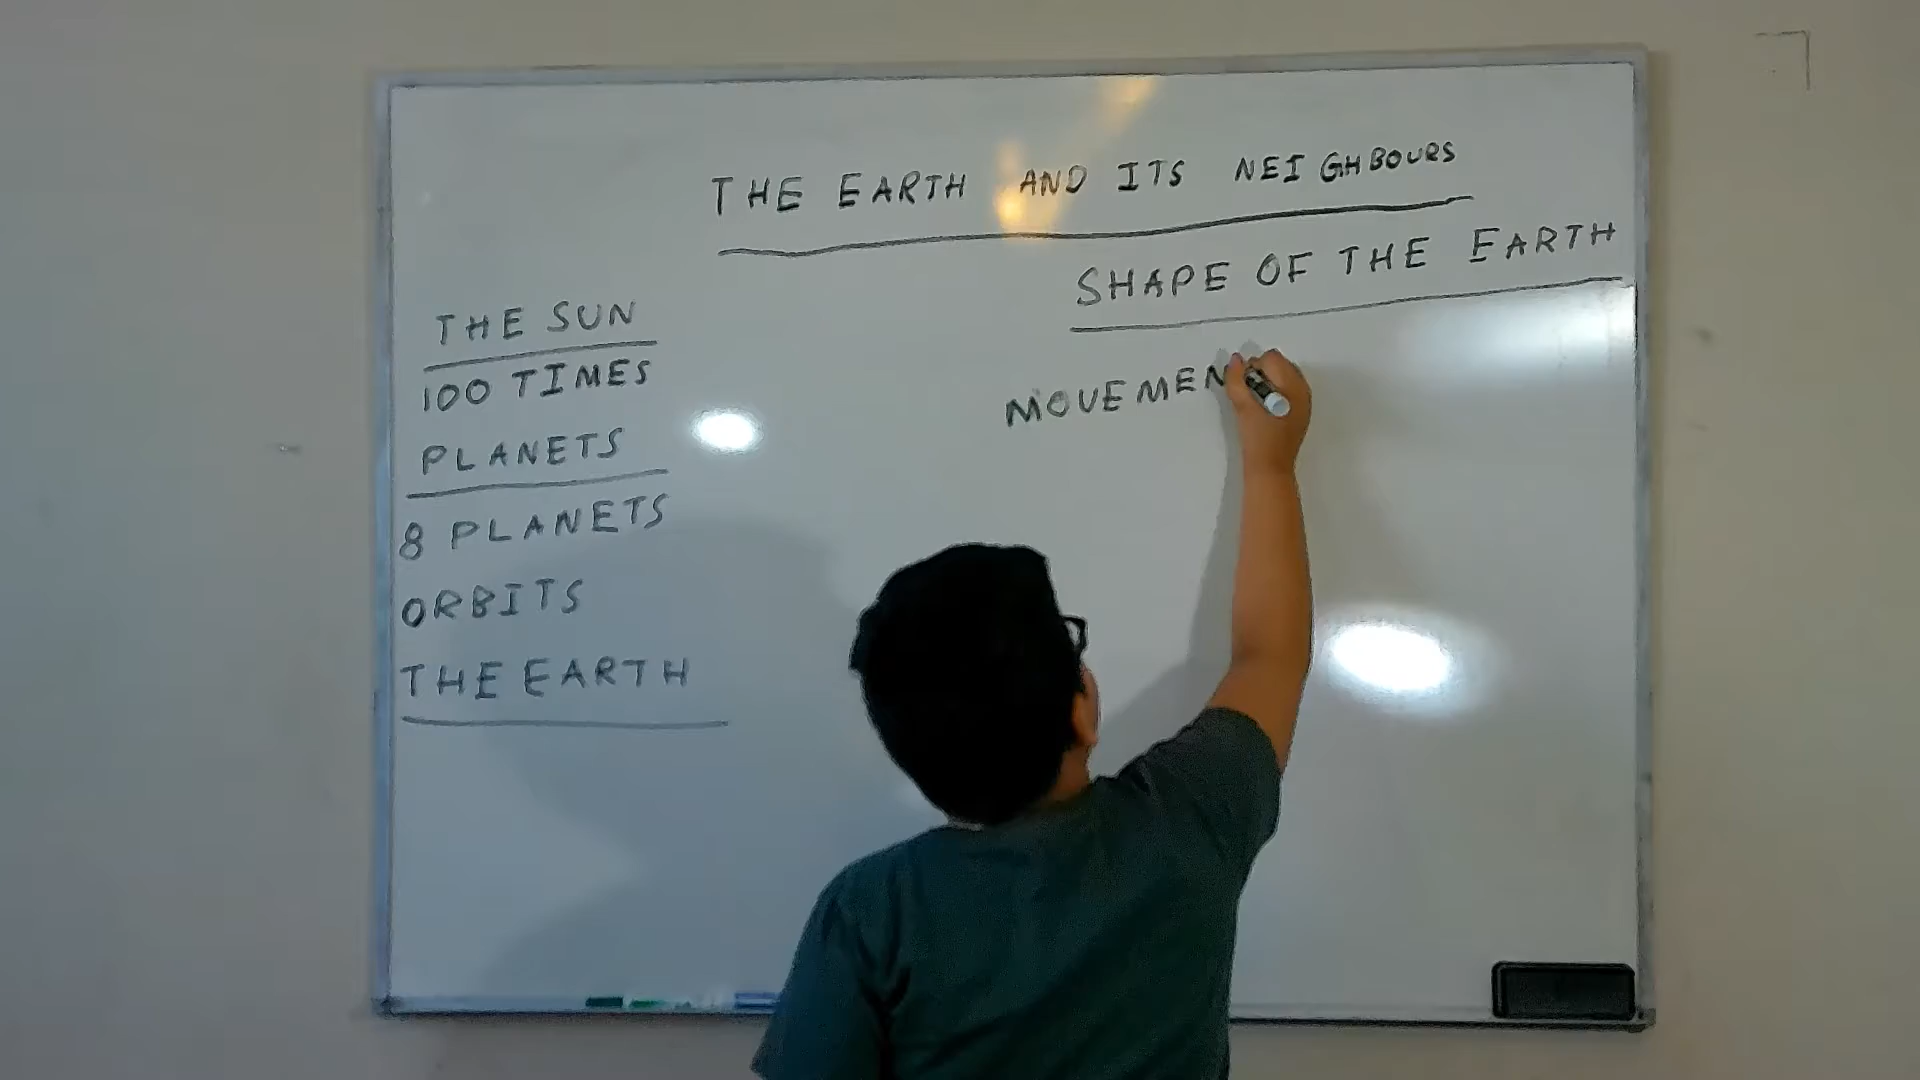 THE EARTH AND ITS NEIGHBOURS
THE SUN
100 TIMES
PLANETS
8 PLANETS
ORBITS
THE EARTH
SHAPE OF THE EARTH
MOVEMEN